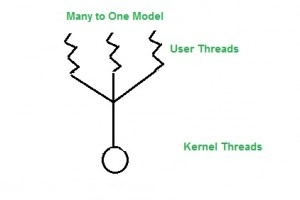 Many to One Model
User Threads
Kernel Threads